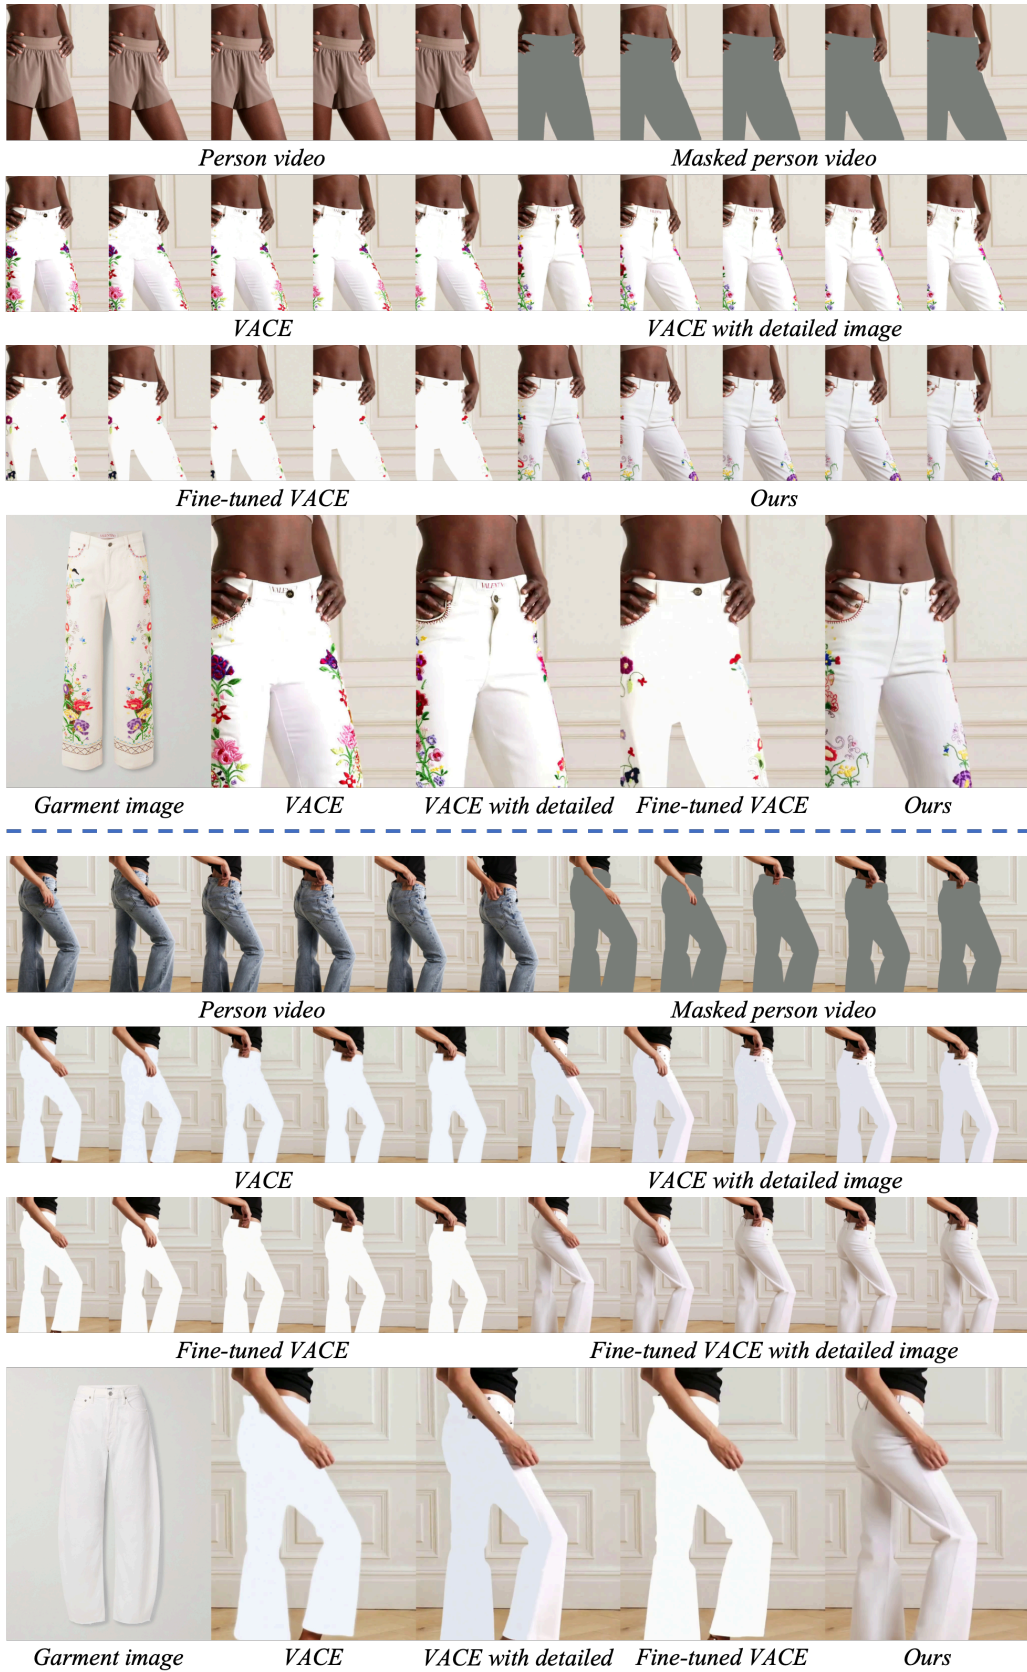 Person video
Masked person video
VACE
VACE with detailed image
Fine-tuned VACE
Ours
Garment image
VACE
VACE with detailed
Fine-tuned VACE
Ours
Person video
Masked person video
VACE
VACE with detailed image
Fine-tuned VACE
Fine-tuned VACE with detailed image
Garment image
VACE
VACE with detailed
Fine-tuned VACE
Ours